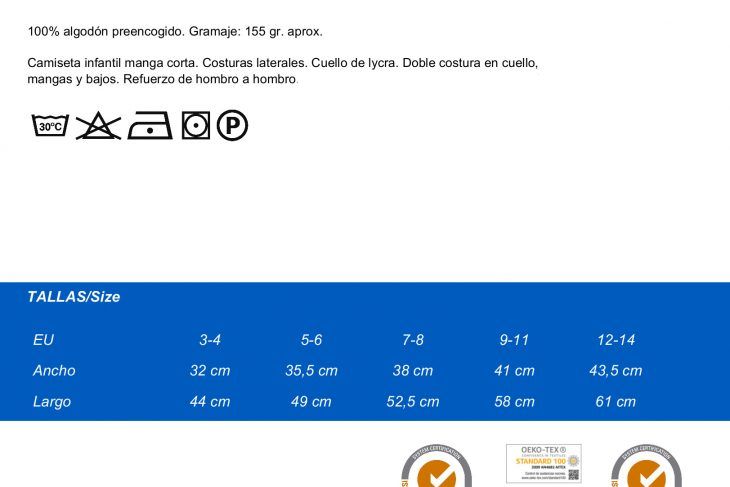 100% algodón preencogido. Gramaje: 155 gr. aprox.
Camiseta infantil manga corta. Costuras laterales. Cuello de lycra. Doble costura en cuello,
mangas y bajos. Refuerzo de hombro a hombro.
30°C P
TALLAS/Size
EU 3-4 5-6 7-8 9-11 12-14
Ancho 32 cm 35,5 cm 38 cm 41 cm 43,5 cm
Largo 44 cm 49 cm 52,5 cm 58 cm 61 cm
SYSTEM CERTIFICATION
OEKO-TEX®
STANDARD 100
SYSTEM CERTIFICATION